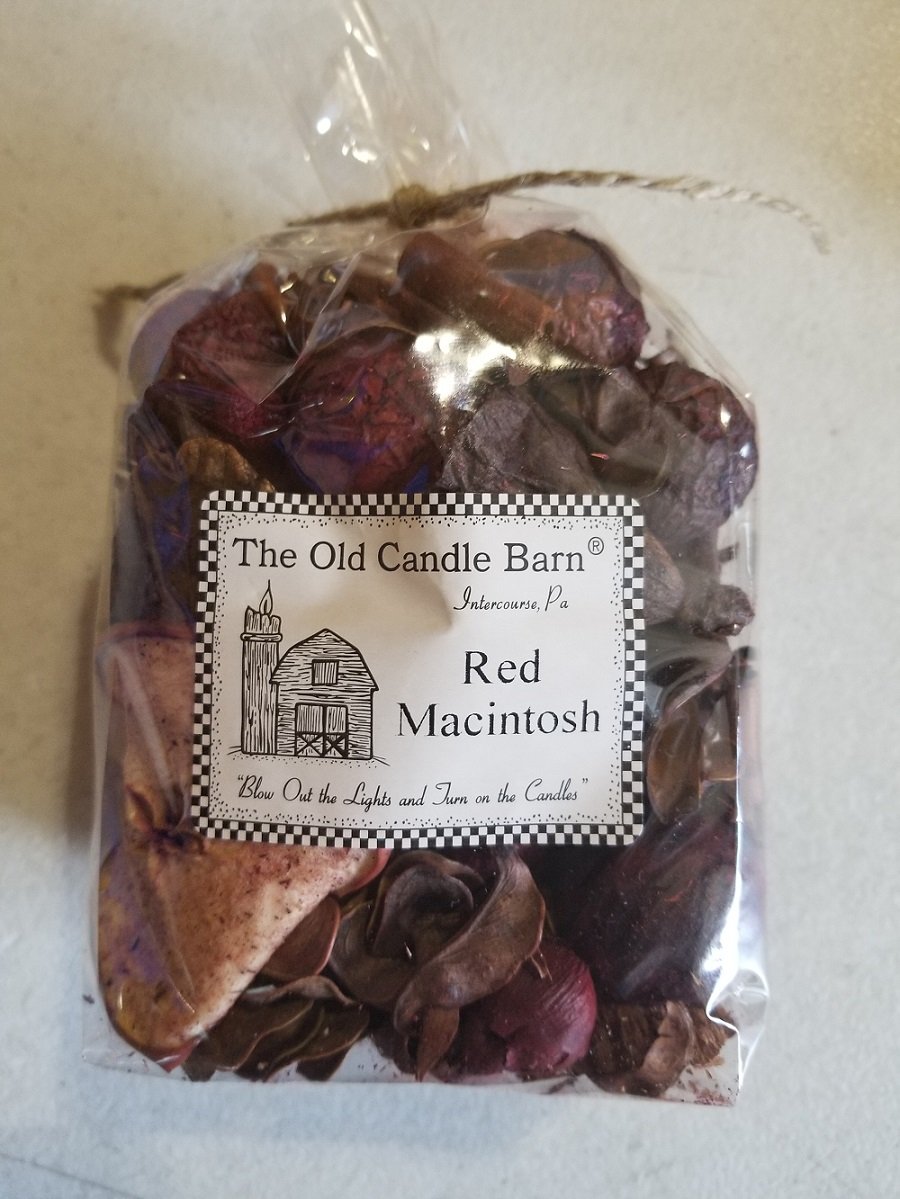 The Old Candle Barn®
Intercourse, Pa
Red
Macintosh
"Blow Out the Lights and Turn on the Candles"